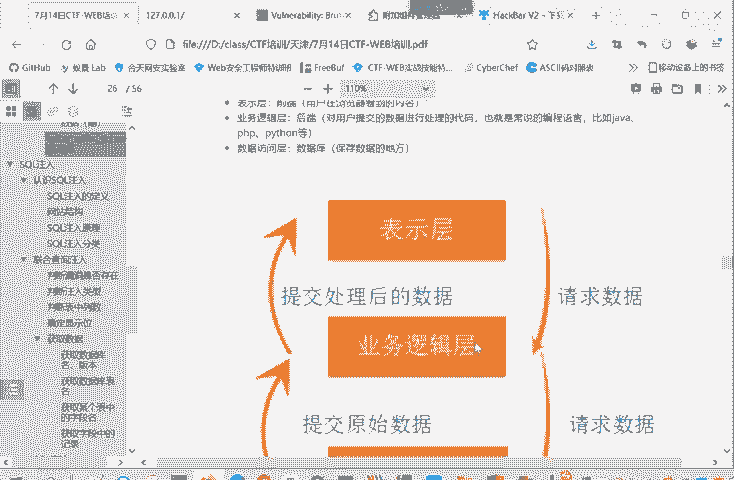 7月14日CTF-WEB培
127.0.0.1/
Vulnerability: Bru
附加组件管理器
HackBar V2 - 下
file:///D:/class/CTF培训/天津/7月14日CTF-WEB培训.pdf
GitHub
蚁景 Lab
合天网安实验室
Web安全工程师特训班
FreeBuf
CTF-WEB实战技能特...
CyberChef
ASCII码对照表
移动设备上的书签
26 / 56
110%
表示层：前端（用户在浏览器看到的内容）
业务逻辑层：后端（对用户提交的数据进行处理的代码，也就是常说的编程语言，比如java、
php、python等）
数据访问层：数据库（保存数据的地方）
SQL注入
认识SQL注入
SQL注入的定义
网站结构
SQL注入原理
SQL注入分类
联合查询注入
判断漏洞是否存在
判断注入类型
判断表中列数
确定显示位
获取数据
获取数据库
名、版本
获取数据库表
名
获取某个表中
的字段名
获取字段中的
记录
表示层
提交处理后的数据
请求数据
业务逻辑层
提交原始数据
请求数据